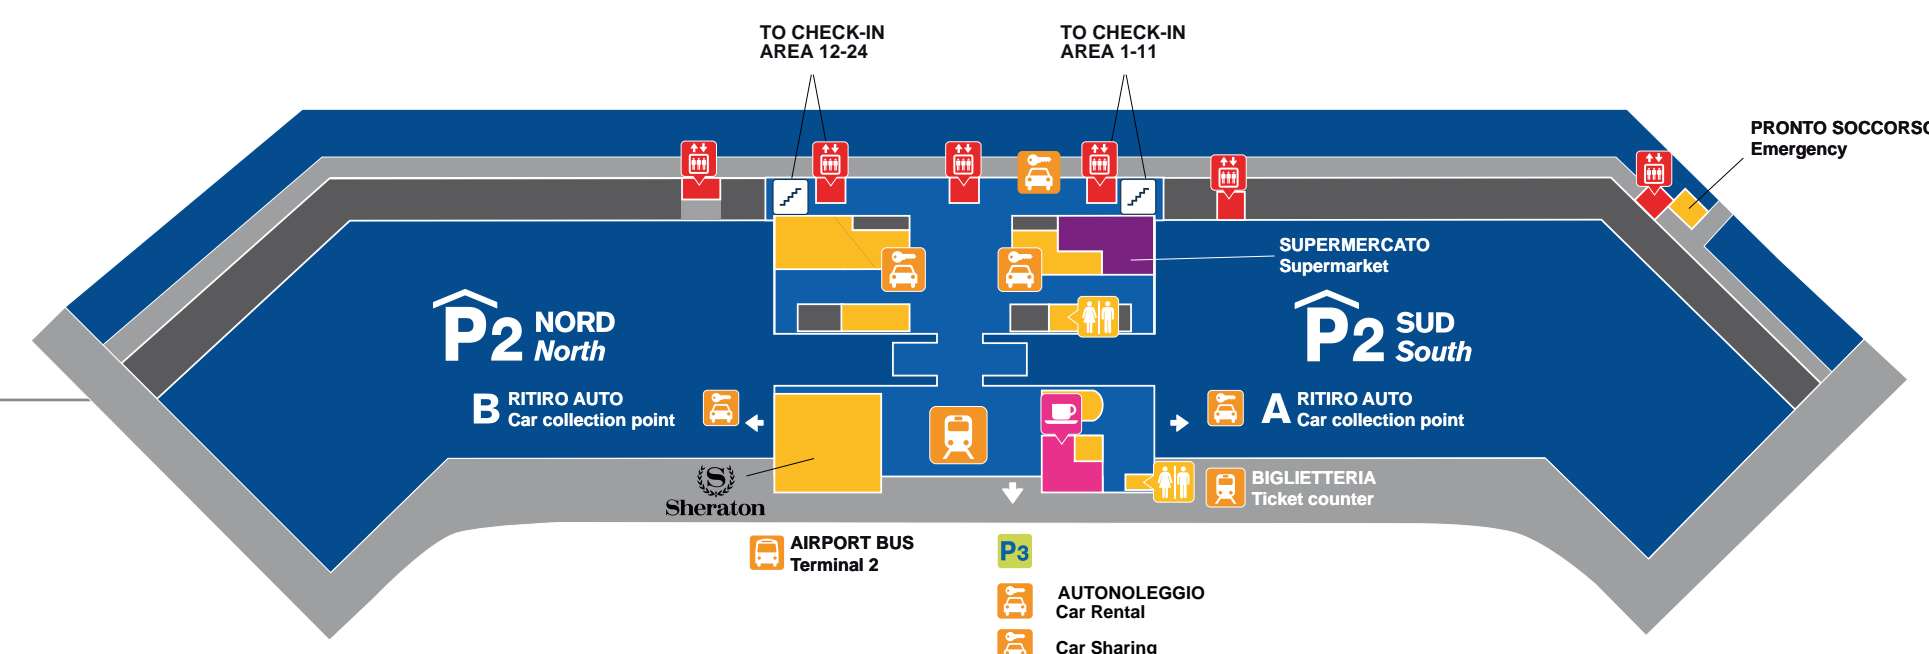 TO CHECK-IN
AREA 12-24
TO CHECK-IN
AREA 1-11
PRONTO SOCCORSO
Emergency
SUPERMERCATO
Supermarket
P2 NORD
North
P2 SUD
South
B RITIRO AUTO
Car collection point
A RITIRO AUTO
Car collection point
S
Sheraton
BIGLIETTERIA
Ticket counter
AIRPORT BUS
Terminal 2
P3
AUTONOLEGGIO
Car Rental
Car Sharing